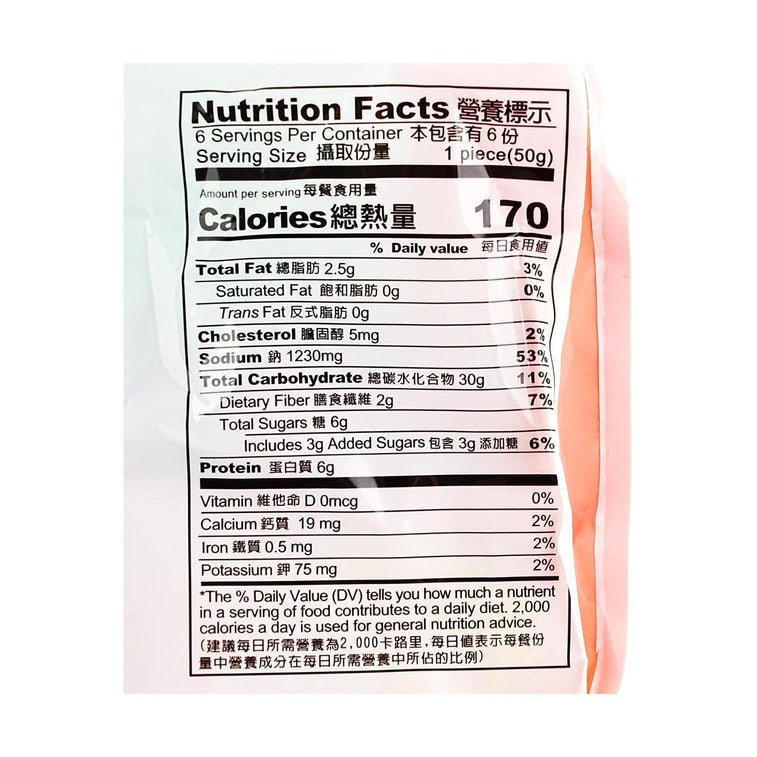 Nutrition Facts 營養標示
6 Servings Per Container 本包含有 6 份
Serving Size 攝取份量 1 piece(50g)
Amount per serving 每餐食用量
Calories 總熱量 170
% Daily value 每日食用值
Total Fat 總脂肪 2.5g 3%
Saturated Fat 飽和脂肪 0g 0%
Trans Fat 反式脂肪 0g
Cholesterol 膽固醇 5mg 2%
Sodium 鈉 1230mg 53%
Total Carbohydrate 總碳水化合物 30g 11%
Dietary Fiber 膳食纖維 2g 7%
Total Sugars 糖 6g
Includes 3g Added Sugars 包含 3g 添加糖 6%
Protein 蛋白質 6g
Vitamin 維他命 D 0mcg 0%
Calcium 鈣質 19 mg 2%
Iron 鐵質 0.5 mg 2%
Potassium 鉀 75 mg 2%
*The % Daily Value (DV) tells you how much a nutrient
in a serving of food contributes to a daily diet. 2,000
calories a day is used for general nutrition advice.
(建議每日所需營養為2,000卡路里,每日值表示每餐份
量中營養成分在每日所需營養中所佔的比例)